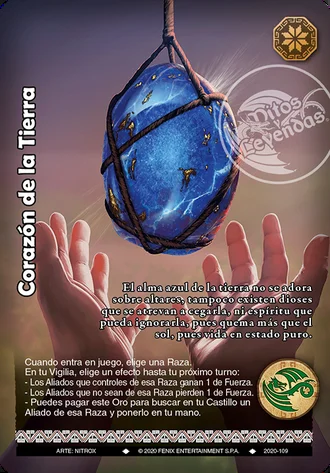 Mitos
y
Leyendas
Corazón de la Tierra
El alma azul de la tierra no se adora
sobre altares, tampoco existen dioses
que se atrevan a cegarla, ni espíritu que
pueda ignorarla, pues quema más que el
sol, pues vida en estado puro.
Cuando entra en juego, elige una Raza.
En tu Vigilia, elige un efecto hasta tu próximo turno:
- Los Aliados que controles de esa Raza ganan 1 de Fuerza.
- Los Aliados que no sean de esa Raza pierden 1 de Fuerza.
- Puedes pagar este Oro para buscar en tu Castillo un
Aliado de esa Raza y ponerlo en tu mano.
ARTE: NITROX
© 2020 FENIX ENTERTAINMENT S.P.A.
2020-109